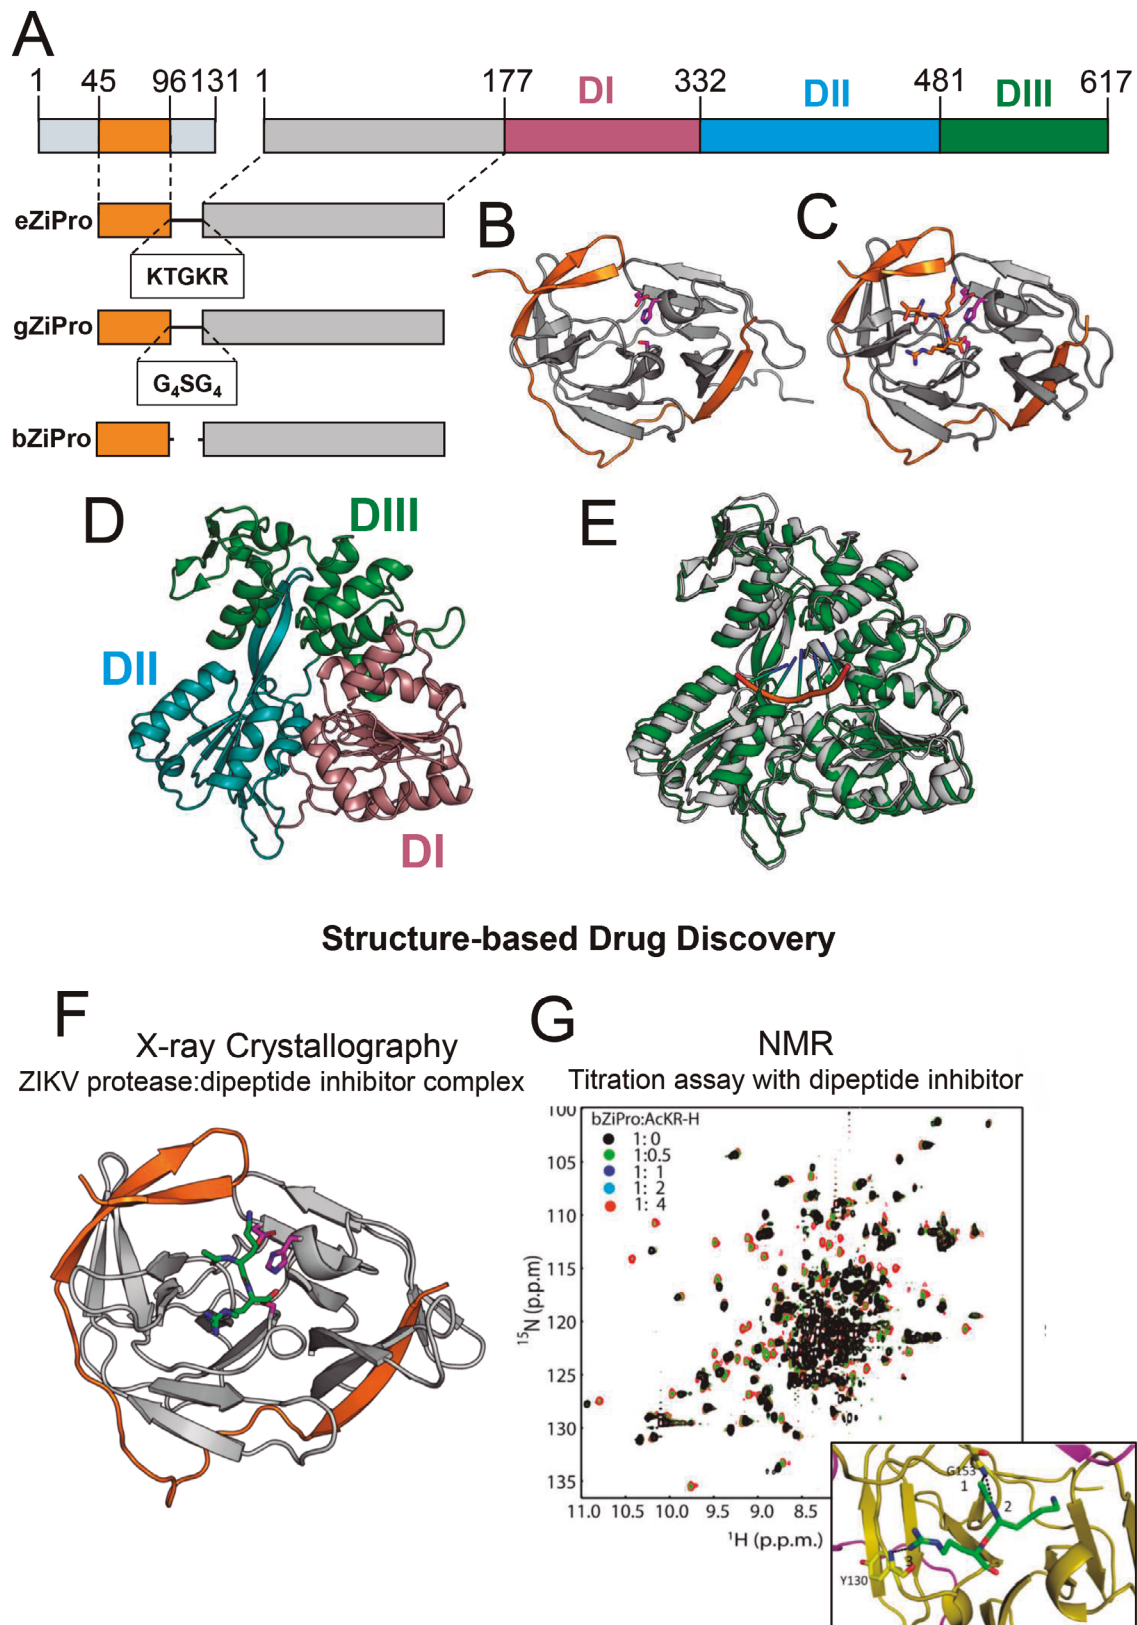 A
1 45 96 131 1 177 DI 332 DII 481 DIII 617
eZiPro
KTGKR
gZiPro
G₄SG₄
bZiPro
B
C
D
DIII
DII
DI
E
Structure-based Drug Discovery
F
X-ray Crystallography
ZIKV protease:dipeptide inhibitor complex
G
NMR
Titration assay with dipeptide inhibitor
bZiPro:AcKR-H
1: 0
1:0.5
1: 1
1: 2
1: 4
100
105
110
115
120
125
130
135
¹⁵N (p.p.m)
11.0 10.5 10.0 9.5 9.0 8.5
¹H (p.p.m.)
G153
1
2
3
Y130